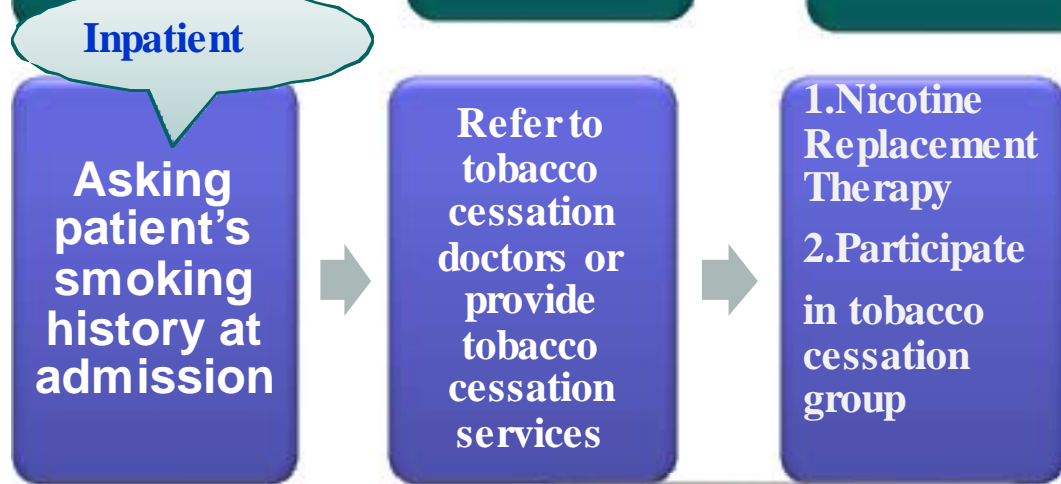 Inpatient
Asking
patient’s
smoking
history at
admission
Refer to
tobacco
cessation
doctors or
provide
tobacco
cessation
services
1.Nicotine
Replacement
Therapy
2.Participate
in tobacco
cessation
group